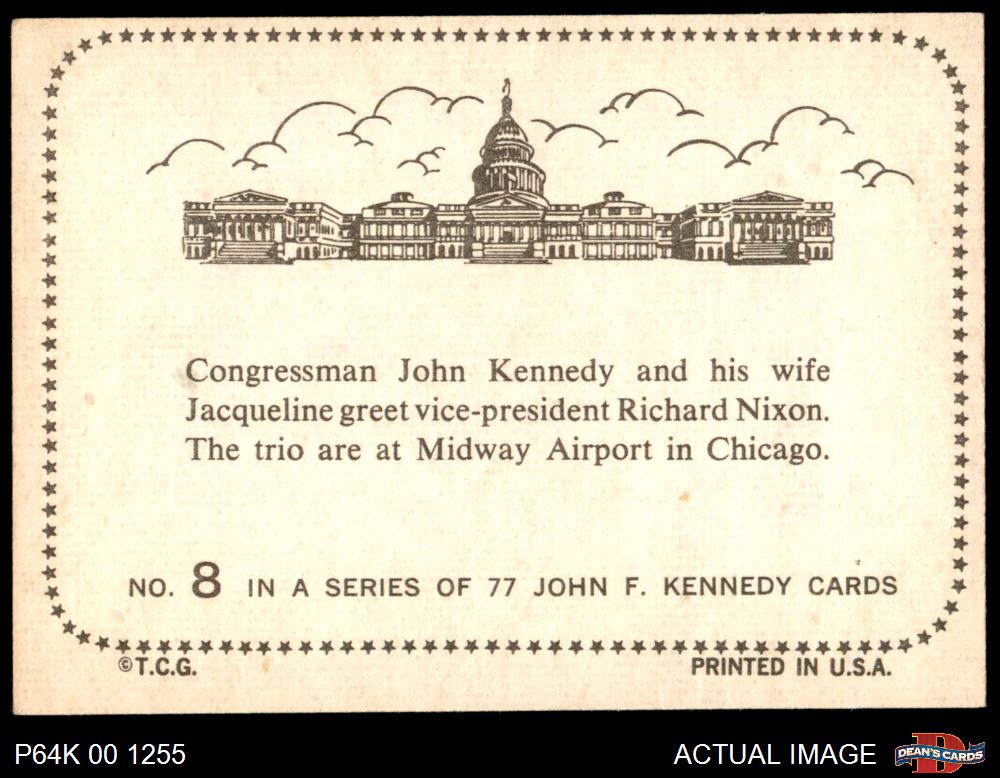 Congressman John Kennedy and his wife
Jacqueline greet vice-president Richard Nixon.
The trio are at Midway Airport in Chicago.
NO. 8 IN A SERIES OF 77 JOHN F. KENNEDY CARDS
©T.C.G. PRINTED IN U.S.A.
P64K 00 1255 ACTUAL IMAGE DEAN'S CARDS